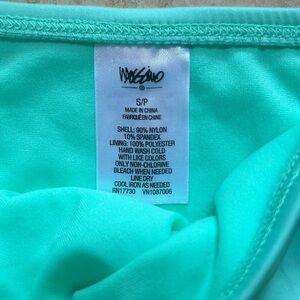 Mossimo
S/P
MADE IN CHINA
FABRIQUÉ EN CHINE
SHELL: 90% NYLON
10% SPANDEX
LINING: 100% POLYESTER
HAND WASH COLD
WITH LIKE COLORS
ONLY NON-CHLORINE
BLEACH WHEN NEEDED
LINE DRY
COOL IRON AS NEEDED
RN17730 VN1087006